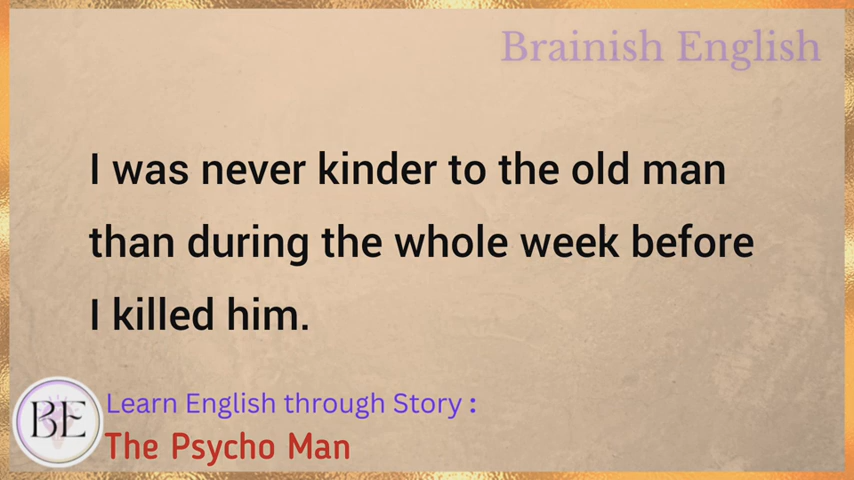 Brainish English
I was never kinder to the old man
than during the whole week before
I killed him.
BE
Learn English through Story :
The Psycho Man